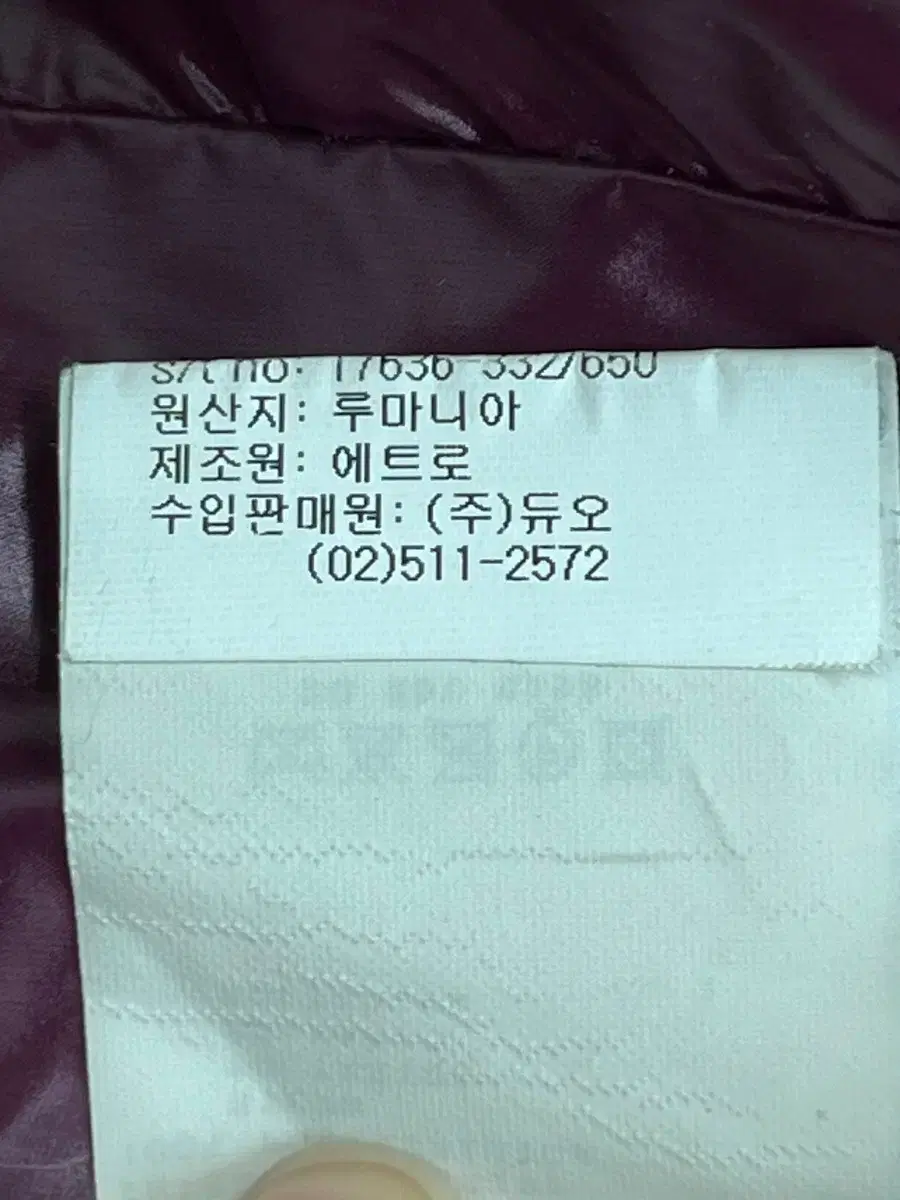 S/t no: 17636-332/650
원산지: 루마니아
제조원: 에트로
수입판매원: (주)듀오
(02)511-2572